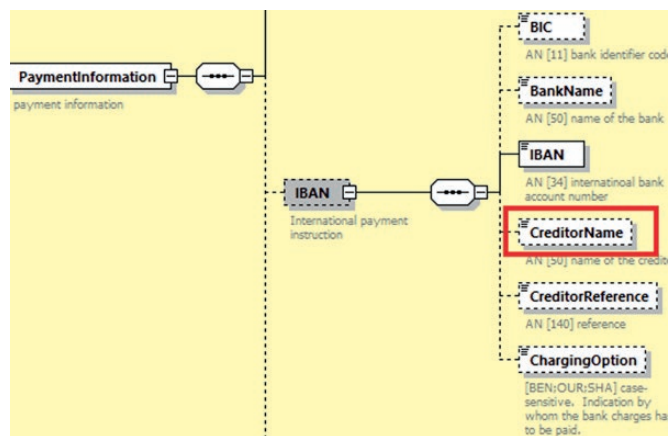 BIC
AN [11] bank identifier code
PaymentInformation
payment information
BankName
AN [50] name of the bank
IBAN
AN [34] internatinoal bank
account number
IBAN
International payment
instruction
CreditorName
AN [50] name of the
CreditorReference
AN [140] reference
ChargingOption
[BEN;OUR;SHA] case-
sensitive. Indication by
whom the bank charges
to be paid.